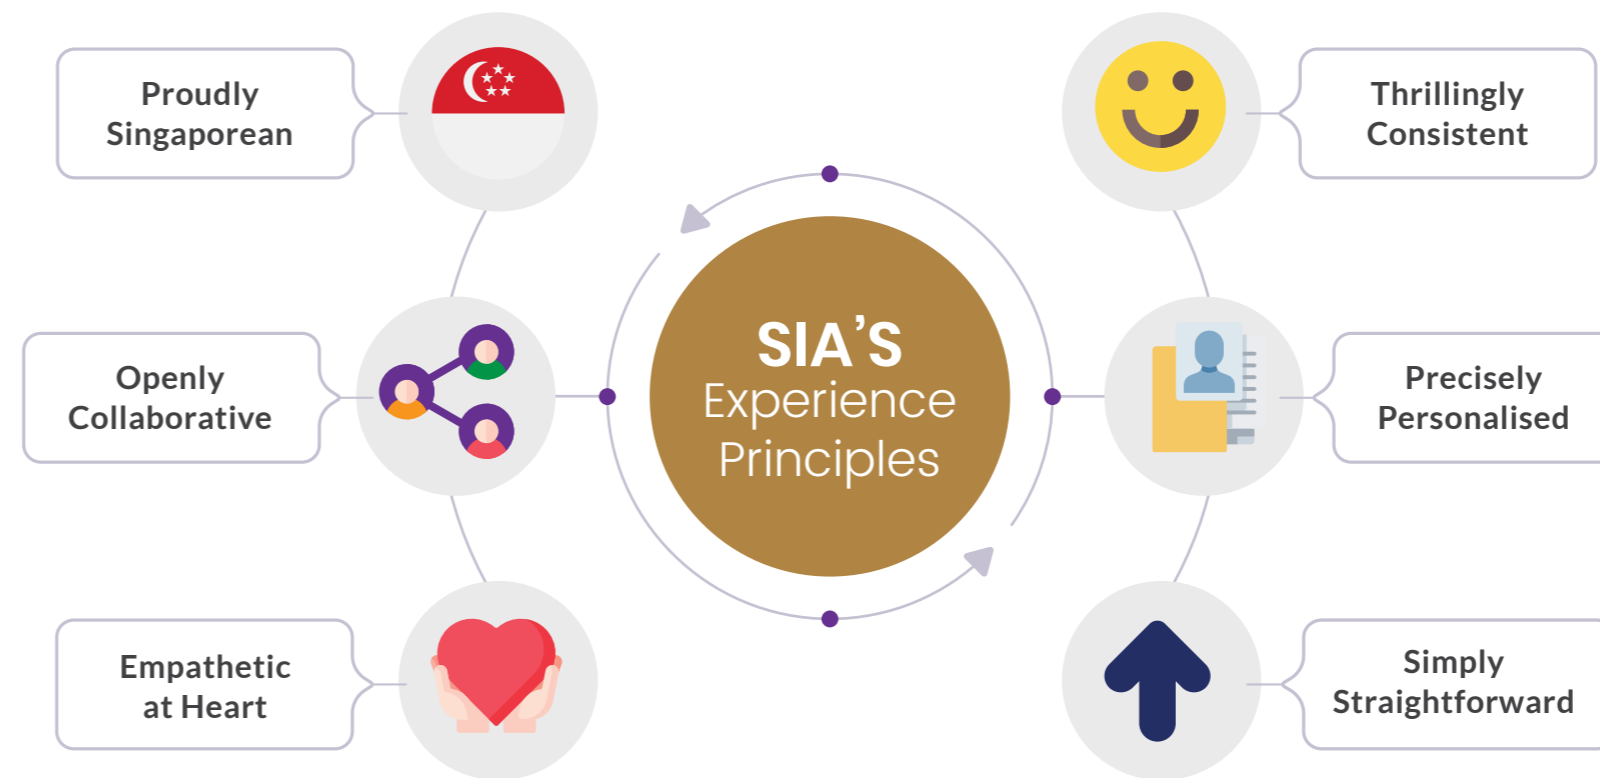 Proudly
Singaporean
Openly
Collaborative
Empathetic
at Heart
SIA’S
Experience
Principles
Thrillingly
Consistent
Precisely
Personalised
Simply
Straightforward